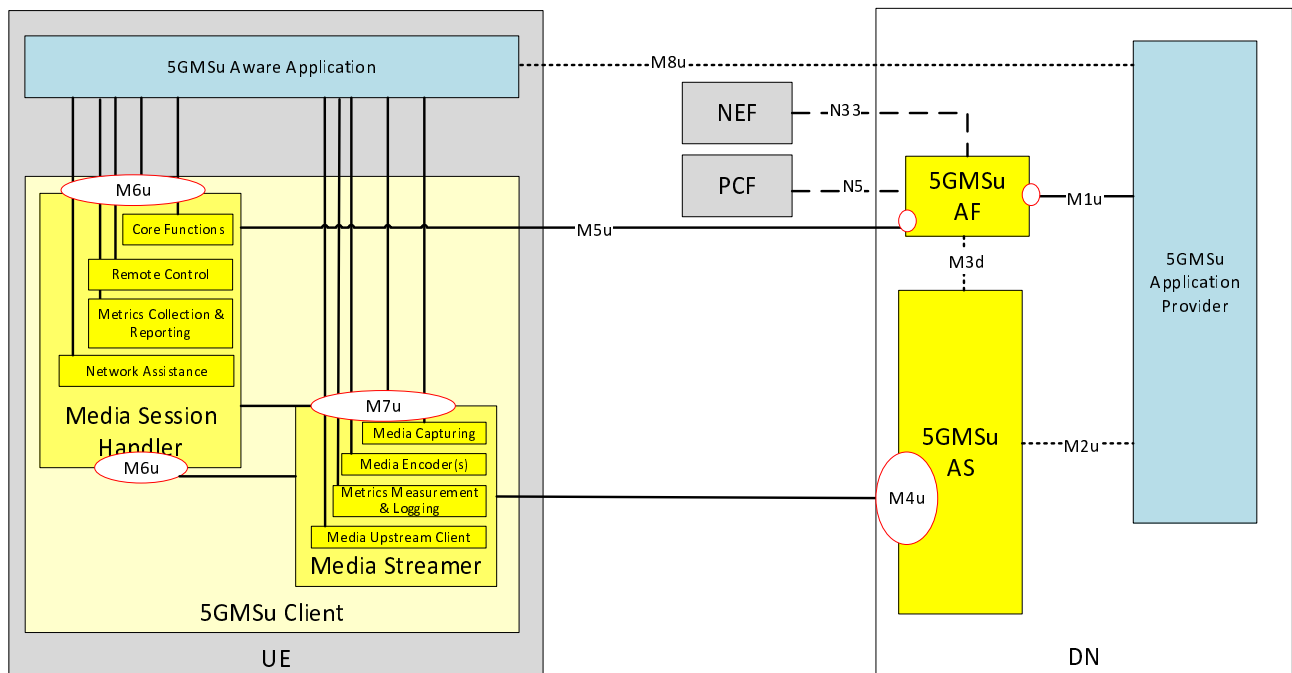 5GMSu Aware Application
M8u
NEF
N33
PCF
N5
5GMSu
AF
M1u
M6u
Core Functions
M5u
Remote Control
Metrics Collection &
Reporting
Network Assistance
Media Session
Handler
M6u
M7u
Media Capturing
Media Encoder(s)
Metrics Measurement
& Logging
Media Upstream Client
Media Streamer
5GMSu Client
UE
M3d
5GMSu
AS
M4u
M2u
5GMSu
Application
Provider
DN